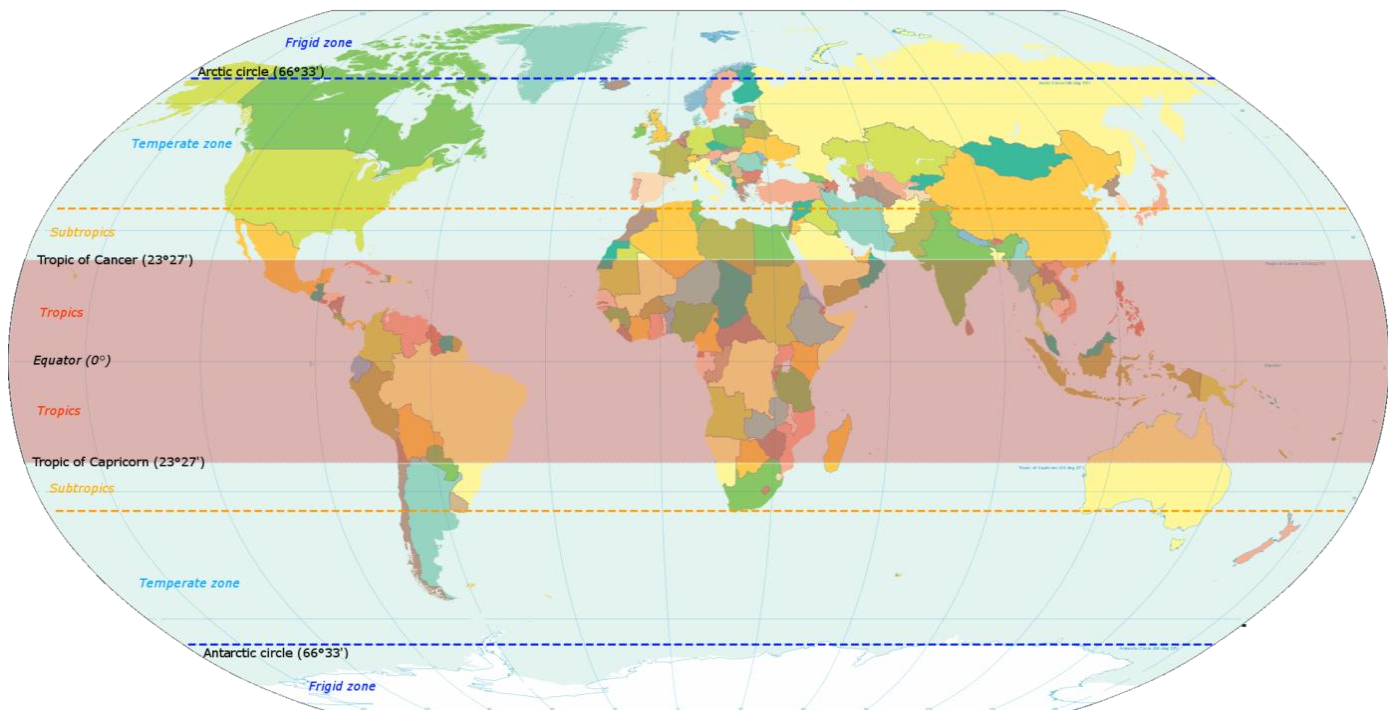 Frigid zone
Arctic circle (66°33')
Temperate zone
Subtropics
Tropic of Cancer (23°27')
Tropics
Equator (0°)
Tropics
Tropic of Capricorn (23°27')
Subtropics
Temperate zone
Antarctic circle (66°33')
Frigid zone